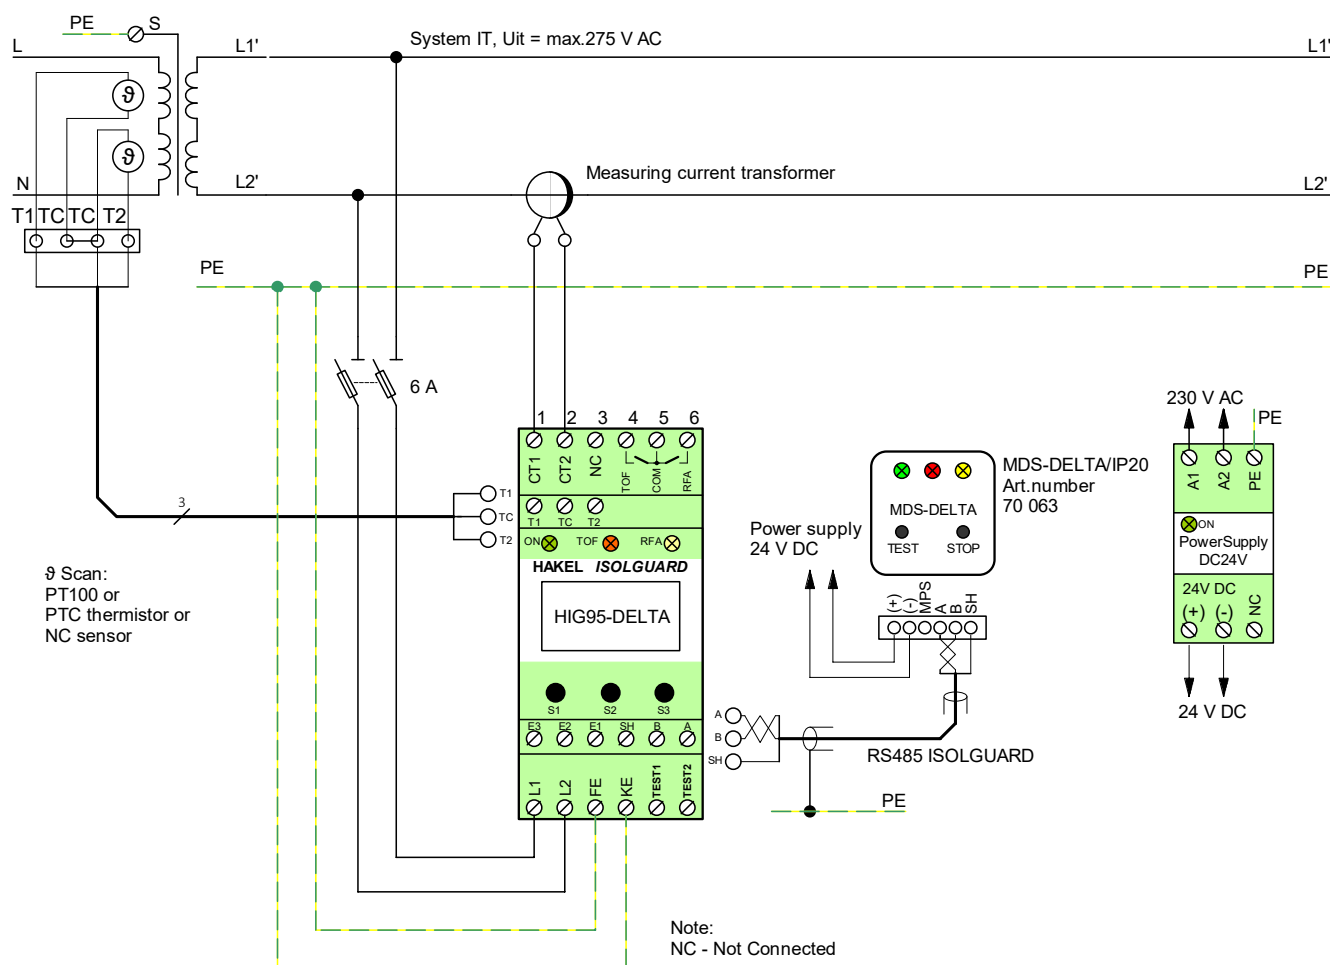 PE
S
L
L1'
System IT, Uit = max.275 V AC
L1'
ϑ
ϑ
N
L2'
Measuring current transformer
L2'
T1 TC TC T2
PE
PE
6 A
1 2 3 4 5 6
CT1 CT2 NC TOF COM RFA
T1 TC T2
T1
TC
T2
3
ON TOF RFA
HAKEL ISOLGUARD
HIG95-DELTA
S1 S2 S3
E3 E2 E1 SH B A
L1 L2 FE KE TEST1 TEST2
ϑ Scan:
PT100 or
PTC thermistor or
NC sensor
A
B
SH
RS485 ISOLGUARD
PE
Power supply
24 V DC
MDS-DELTA
TEST STOP
MDS-DELTA/IP20
Art.number
70 063
(+) (-) MPS A B SH
230 V AC
PE
A1 A2 PE
ON
PowerSupply
DC24V
24V DC
(+) (-) NC
24 V DC
Note:
NC - Not Connected